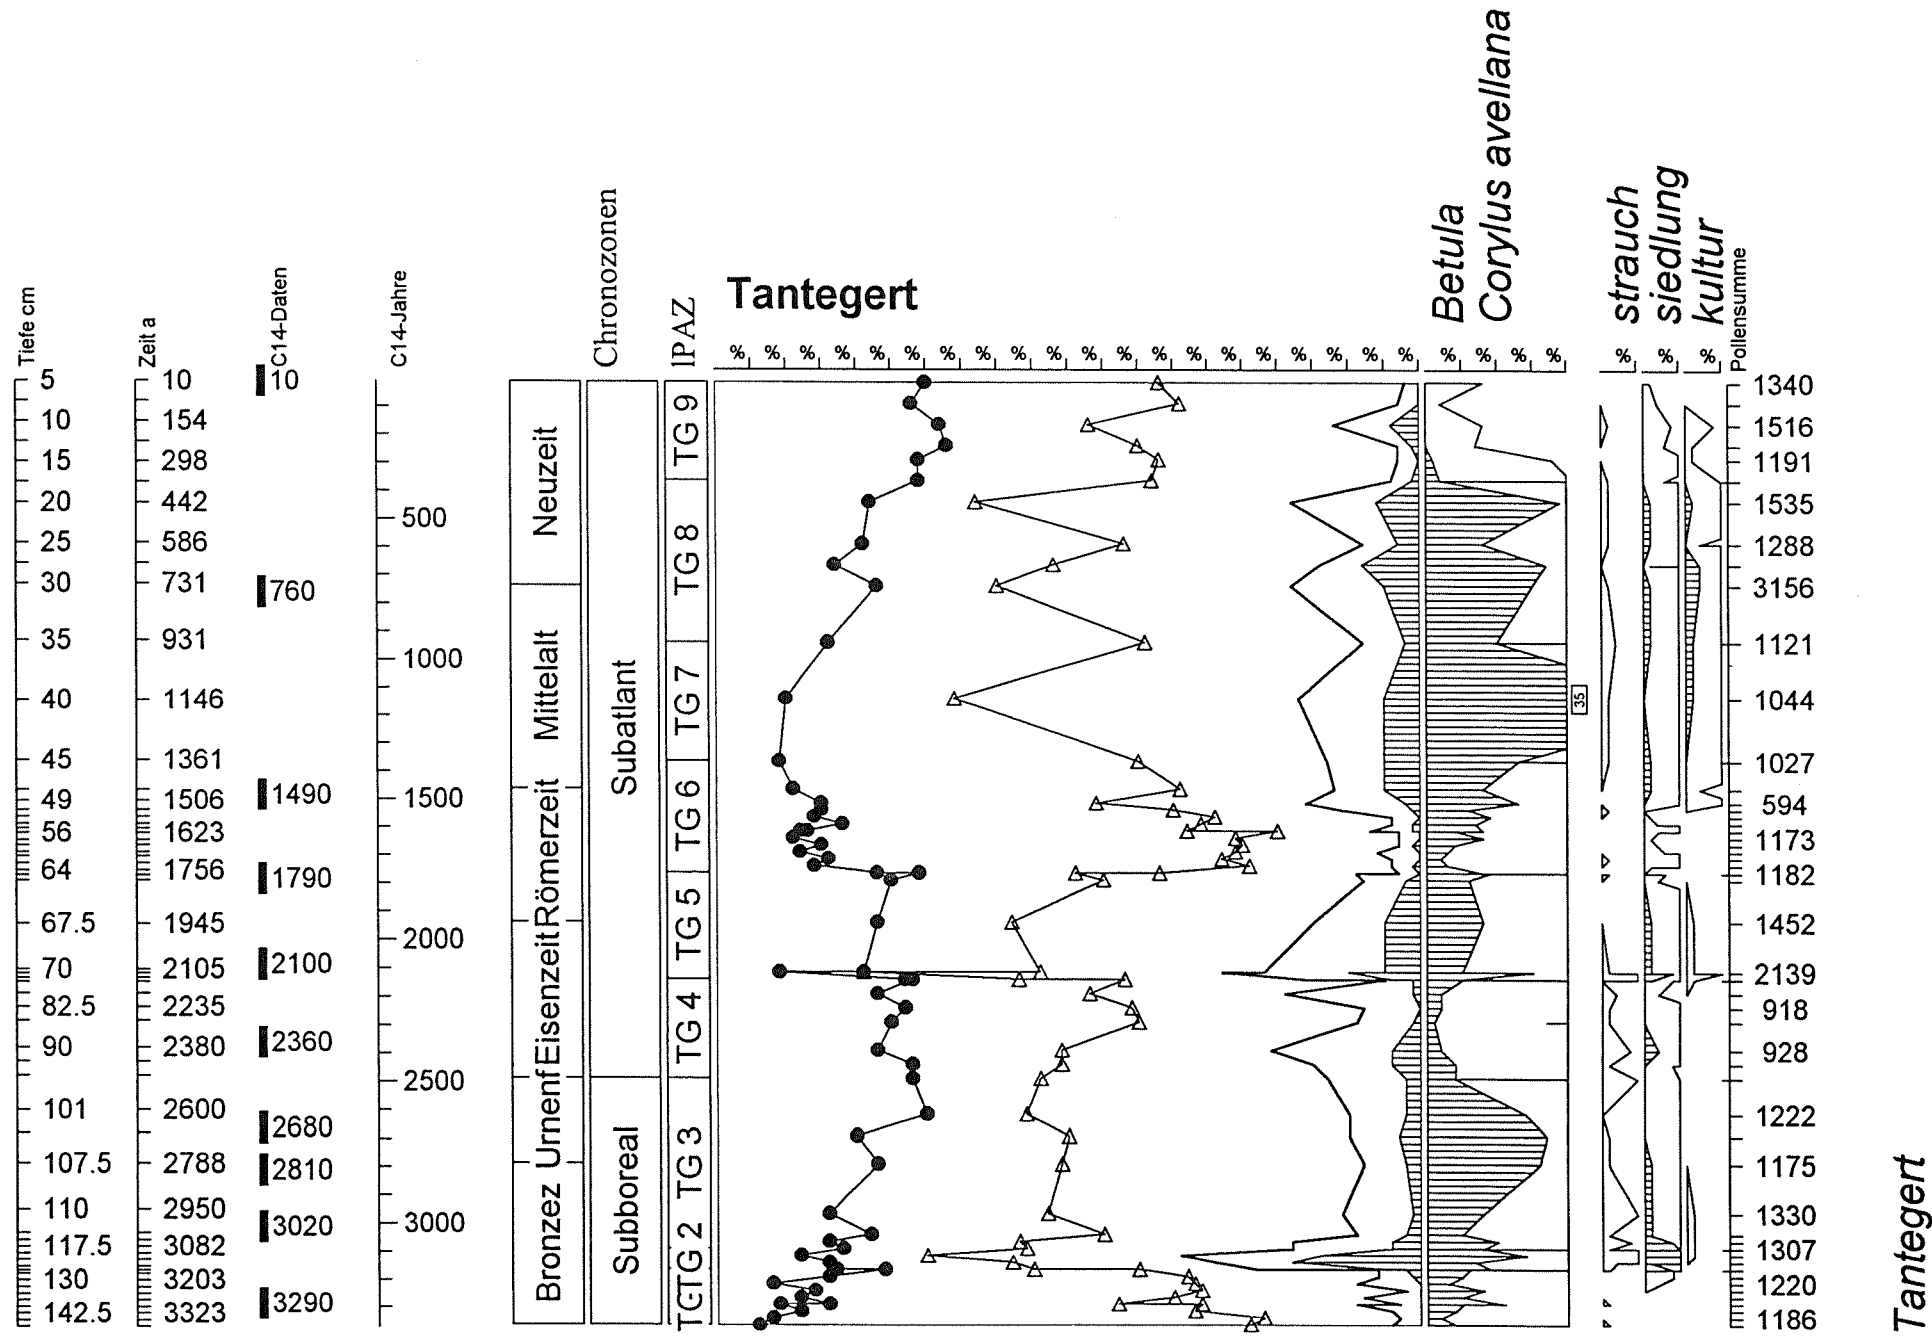 Tiefe cm
Zeit a
C14-Daten
C14-Jahre
Chronozonen
IPAZ
Tantegert
Betula
Corylus avellana
strauch
siedlung
kultur
Pollensumme
% % % % % % % % % % % % % % % % % % % %
% % % %
% % %
5 10 10 1340
10 154 1516
15 298 1191
20 442 1535
500
25 586 1288
30 731 760 3156
35 931 1121
1000
40 1146 35 1044
45 1361 1027
49 1506 1490 1500 594
56 1623 1173
64 1756 1790 1182
67.5 1945 1452
2000
70 2105 2100 2139
82.5 2235 918
90 2380 2360 928
2500
101 2600 2680 1222
107.5 2788 2810 1175
110 2950 3020 3000 1330
117.5 3082 1307
130 3203 1220
142.5 3323 3290 1186
Neuzeit
Mittelalt
Römerzeit
Eisenzeit
Urnenf
Bronzez
Subatlant
Subboreal
TG 9
TG 8
TG 7
TG 6
TG 5
TG 4
TG 3
TG 2
Tantegert